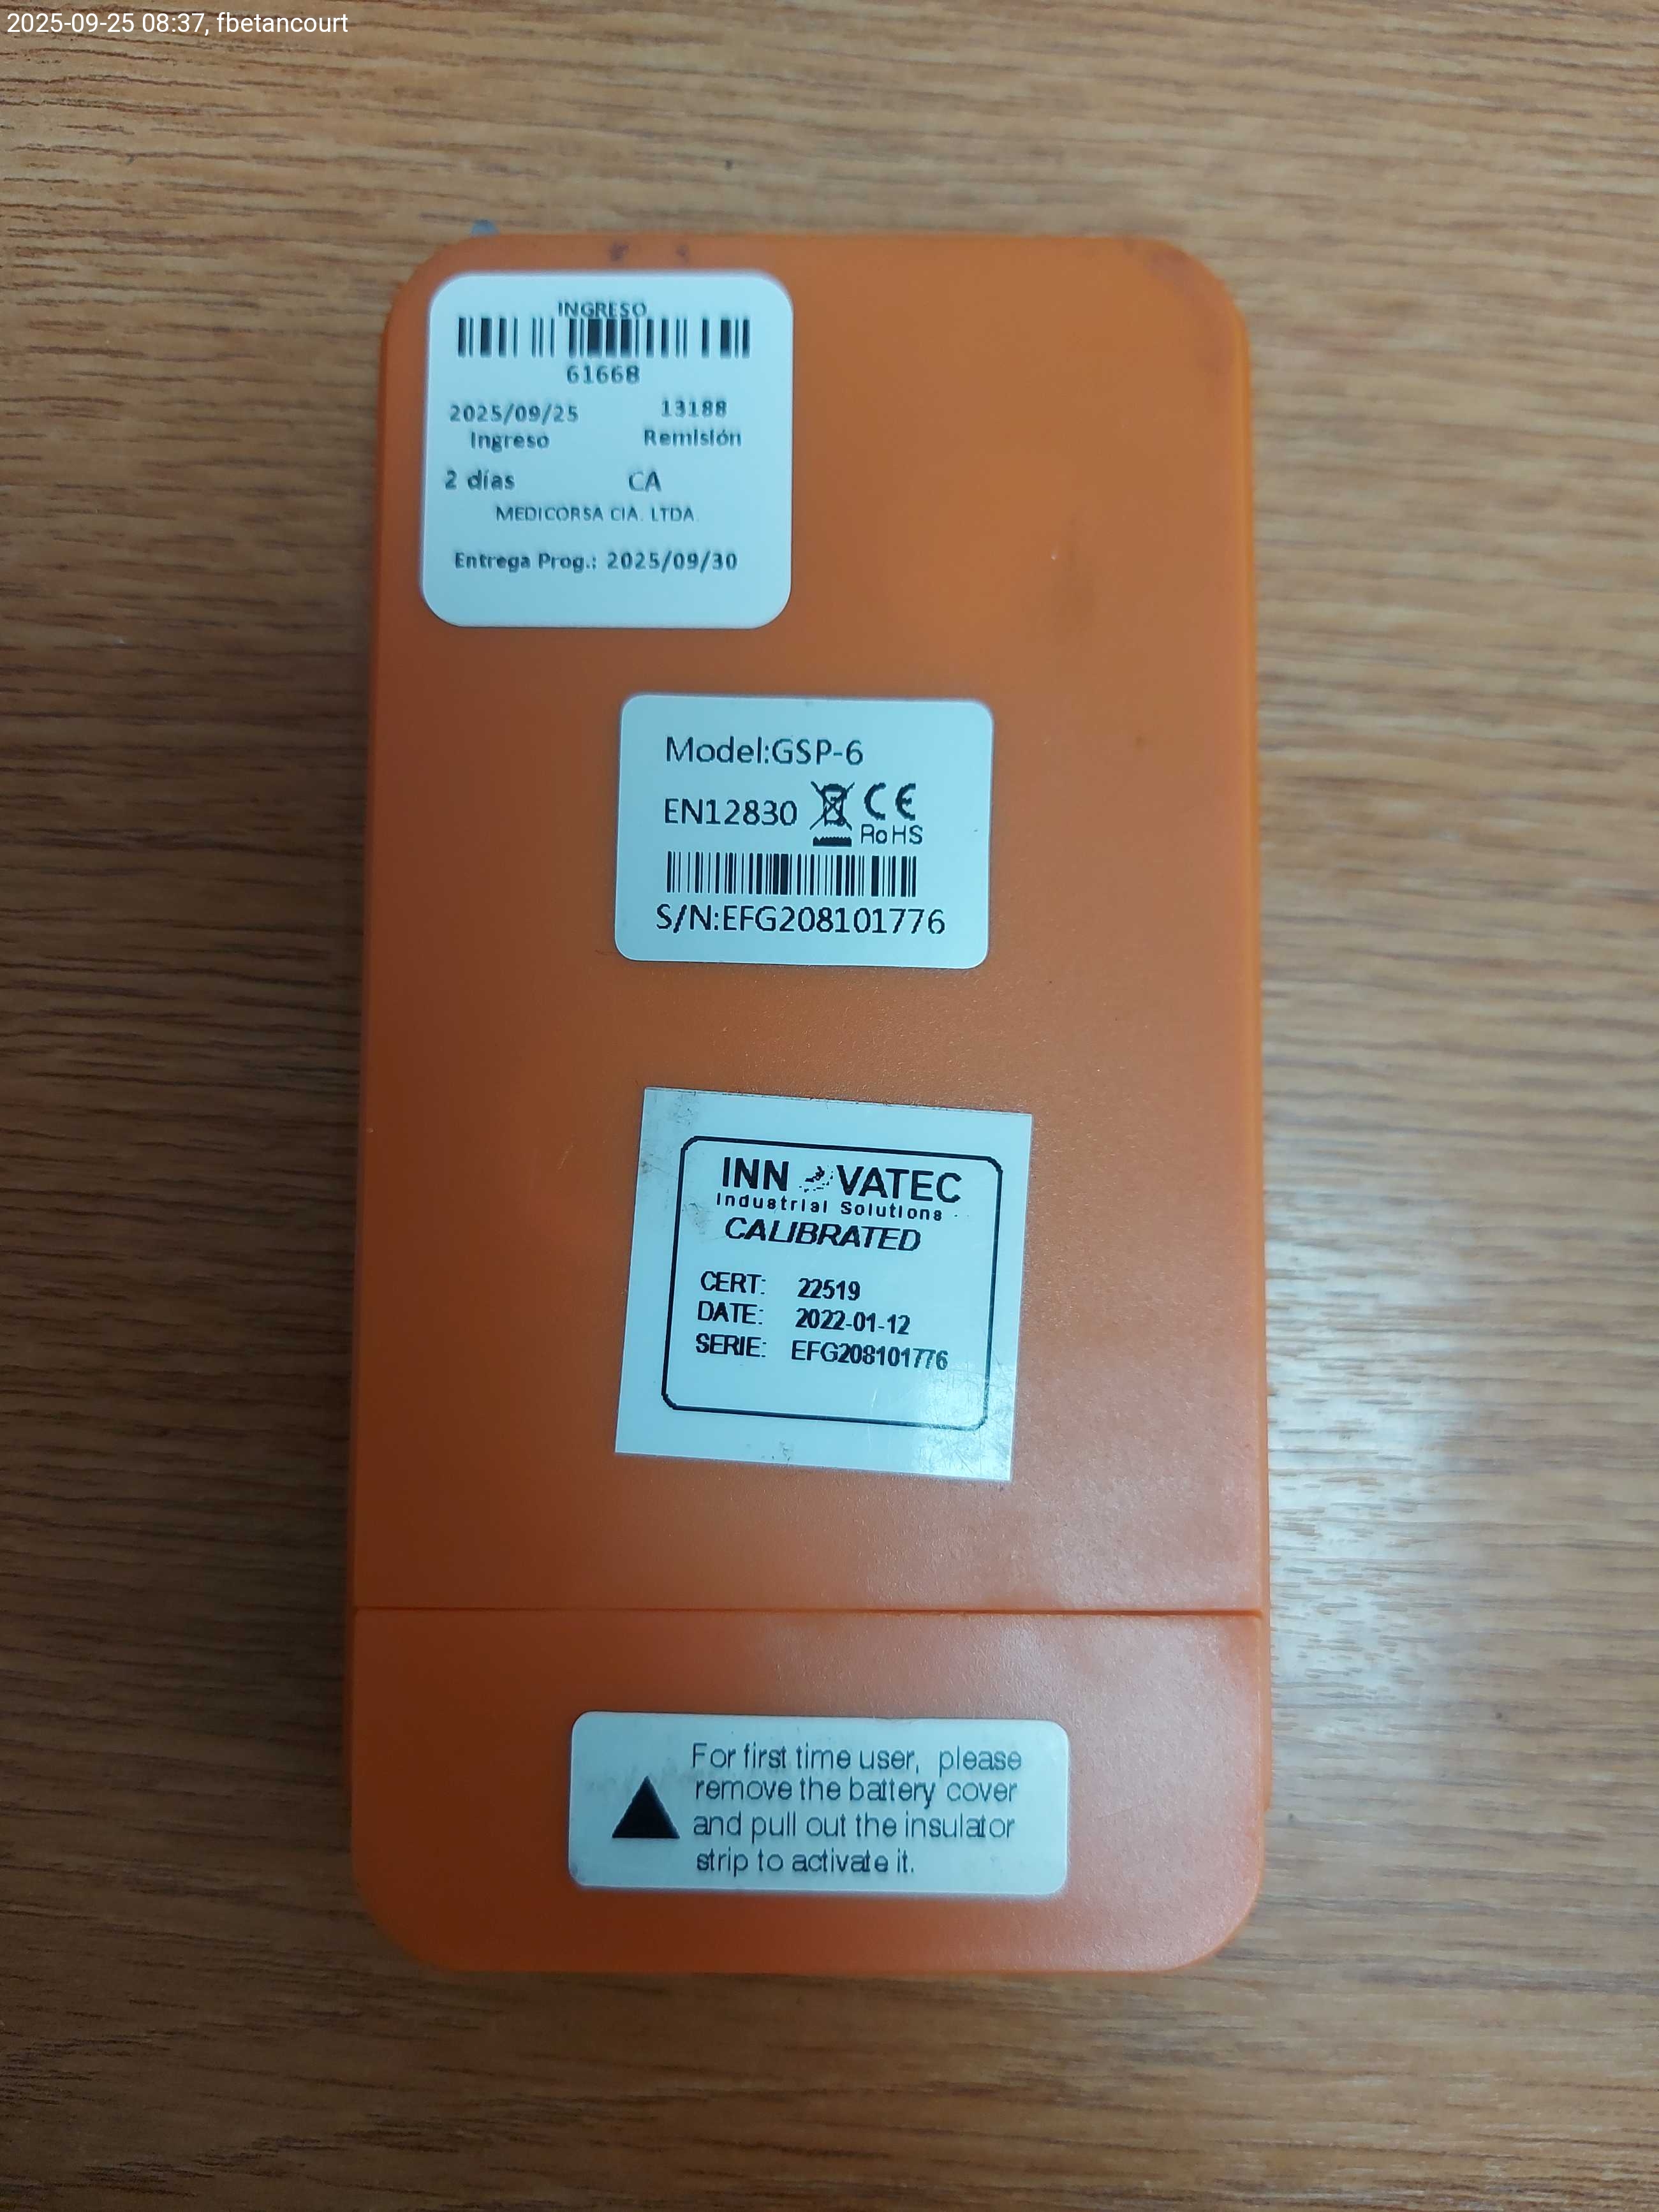 2025-09-25 08:37, fbetancourt
INGRESO
61668
2025/09/25 13188
Ingreso Remisión
2 días CA
MEDICORSA CIA. LTDA.
Entrega Prog.: 2025/09/30
Model:GSP-6
EN12830 CE
RoHS
S/N:EFG208101776
INNOVATEC
Industrial Solutions
CALIBRATED
CERT: 22519
DATE: 2022-01-12
SERIE: EFG208101776
For first time user, please
remove the battery cover
and pull out the insulator
strip to activate it.